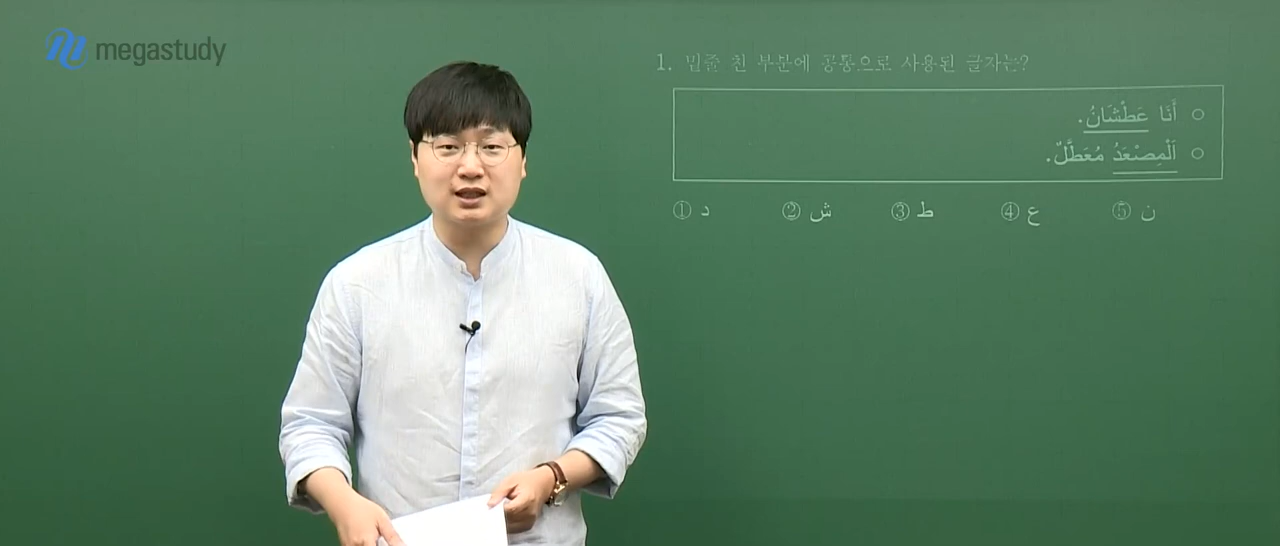 megastudy
1. 밑줄 친 부분에 공통으로 사용된 글자는?
○ أَنَا عَطْشَانُ.
○ اَلْمِصْعَدُ مُعَطَّلٌ.
① د ② ش ③ ط ④ ع ⑤ ن